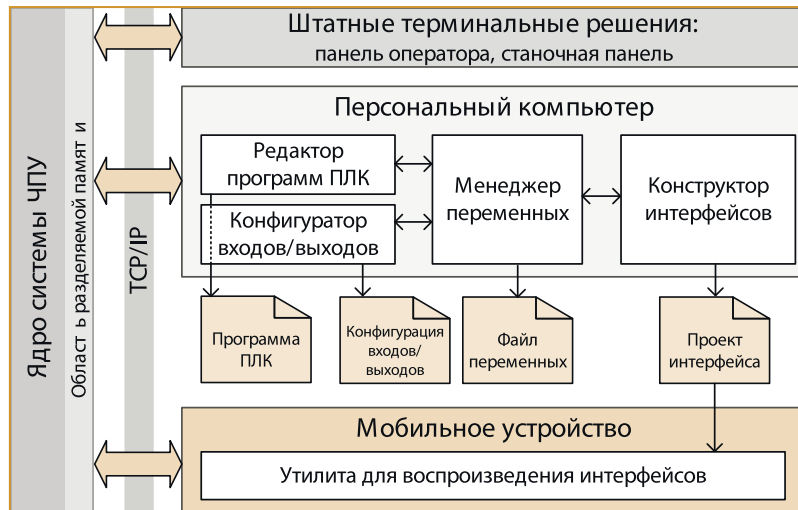 Штатные терминальные решения:
панель оператора, станочная панель
Ядро системы ЧПУ
Област ь разделяемой памят и
TCP/IP
Персональный компьютер
Редактор
программ ПЛК
Конфигуратор
входов/выходов
Менеджер
переменных
Конструктор
интерфейсов
Программа
ПЛК
Конфигурация
входов/
выходов
Файл
переменных
Проект
интерфейса
Мобильное устройство
Утилита для воспроизведения интерфейсов